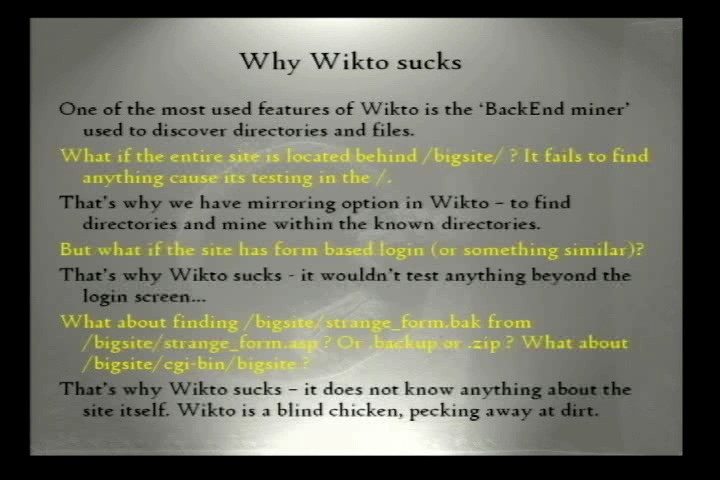 Why Wikto sucks
One of the most used features of Wikto is the 'BackEnd miner'
used to discover directories and files.
What if the entire site is located behind /bigsite/ ? It fails to find
anything cause its testing in the /.
That's why we have mirroring option in Wikto – to find
directories and mine within the known directories.
But what if the site has form based login (or something similar)?
That's why Wikto sucks - it wouldn't test anything beyond the
login screen...
What about finding /bigsite/strange_form.bak from
/bigsite/strange_form.asp ? Or .backup or .zip ? What about
/bigsite/cgi-bin/bigsite ?
That's why Wikto sucks – it does not know anything about the
site itself. Wikto is a blind chicken, pecking away at dirt.